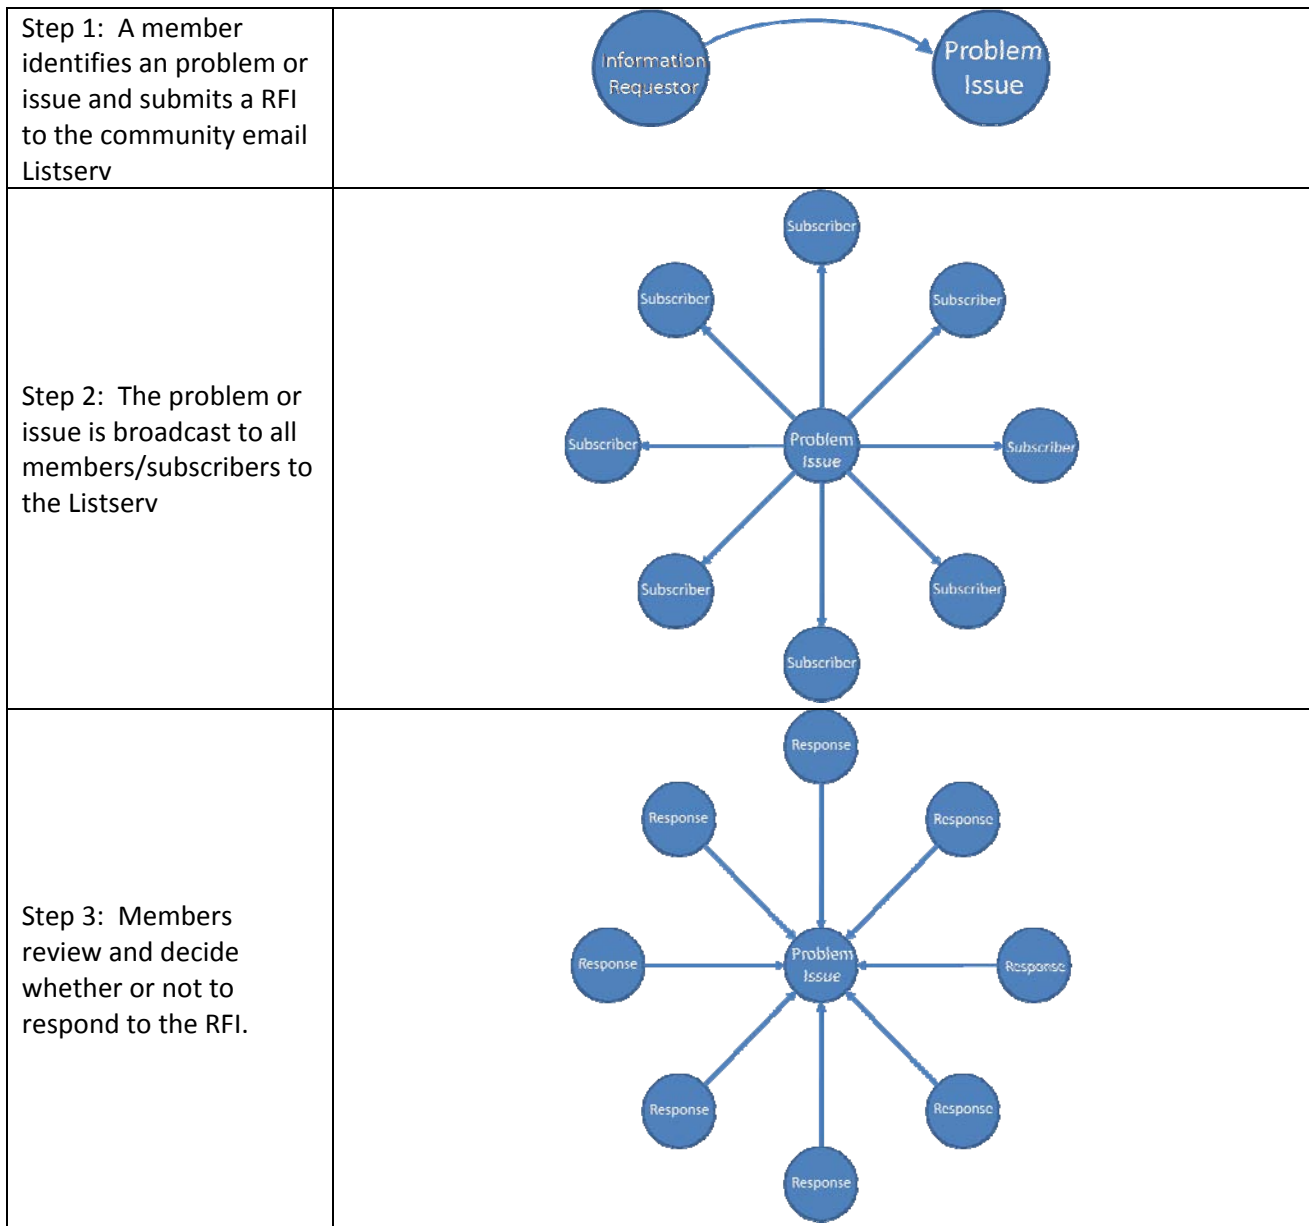 Step 1:  A member
identifies an problem or
issue and submits a RFI
to the community email
Listserv
Information
Requestor
Problem
Issue
Step 2:  The problem or
issue is broadcast to all
members/subscribers to
the Listserv
Subscriber
Subscriber
Subscriber
Subscriber
Problem
Issue
Subscriber
Subscriber
Subscriber
Subscriber
Step 3:  Members
review and decide
whether or not to
respond to the RFI.
Response
Response
Response
Response
Problem
Issue
Response
Response
Response
Response